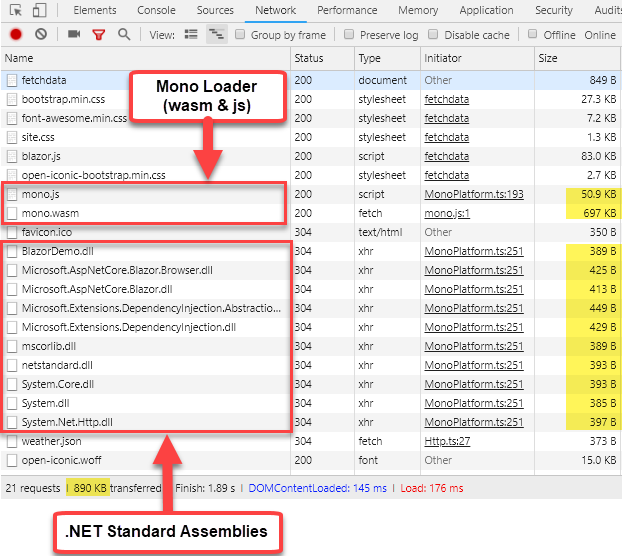 Elements Console Sources Network Performance Memory Application Security Audits
View: Group by frame Preserve log Disable cache Offline Online
Name Status Type Initiator Size
fetchdata 200 document Other 849 B
bootstrap.min.css 200 stylesheet fetchdata 27.3 KB
font-awesome.min.css 200 stylesheet fetchdata 7.2 KB
site.css 200 stylesheet fetchdata 1.3 KB
blazor.js 200 script fetchdata 83.0 KB
open-iconic-bootstrap.min.css 200 stylesheet fetchdata 2.7 KB
mono.js 200 script MonoPlatform.ts:193 50.9 KB
mono.wasm 200 fetch mono.js:1 697 KB
favicon.ico 304 text/html Other 350 B
BlazorDemo.dll 304 xhr MonoPlatform.ts:251 389 B
Microsoft.AspNetCore.Blazor.Browser.dll 304 xhr MonoPlatform.ts:251 425 B
Microsoft.AspNetCore.Blazor.dll 304 xhr MonoPlatform.ts:251 413 B
Microsoft.Extensions.DependencyInjection.Abstractio... 304 xhr MonoPlatform.ts:251 449 B
Microsoft.Extensions.DependencyInjection.dll 304 xhr MonoPlatform.ts:251 429 B
mscorlib.dll 304 xhr MonoPlatform.ts:251 389 B
netstandard.dll 304 xhr MonoPlatform.ts:251 393 B
System.Core.dll 304 xhr MonoPlatform.ts:251 393 B
System.dll 304 xhr MonoPlatform.ts:251 385 B
System.Net.Http.dll 304 xhr MonoPlatform.ts:251 397 B
weather.json 304 fetch Http.ts:27 373 B
open-iconic.woff 200 font Other 15.0 KB
21 requests | 890 KB transferred | Finish: 1.89 s | DOMContentLoaded: 145 ms | Load: 176 ms
Mono Loader
(wasm & js)
.NET Standard Assemblies